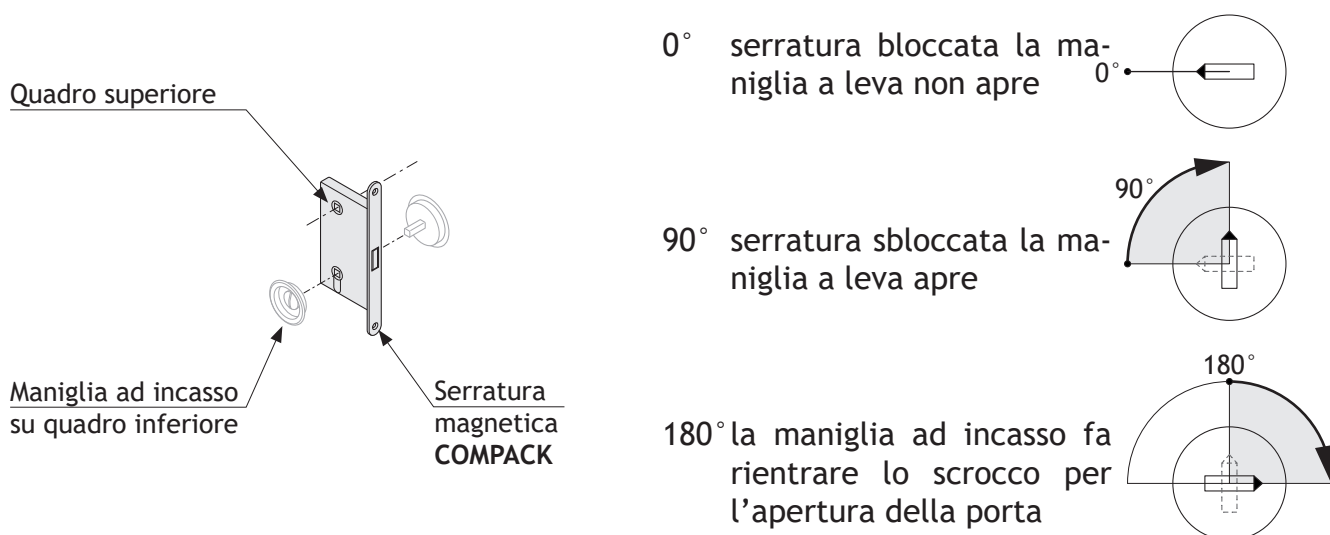 Quadro superiore
Maniglia ad incasso
su quadro inferiore
Serratura
magnetica
COMPACK
0° serratura bloccata la ma-
niglia a leva non apre
0°
90° serratura sbloccata la ma-
niglia a leva apre
90°
180° la maniglia ad incasso fa
rientrare lo scrocco per
l’apertura della porta
180°